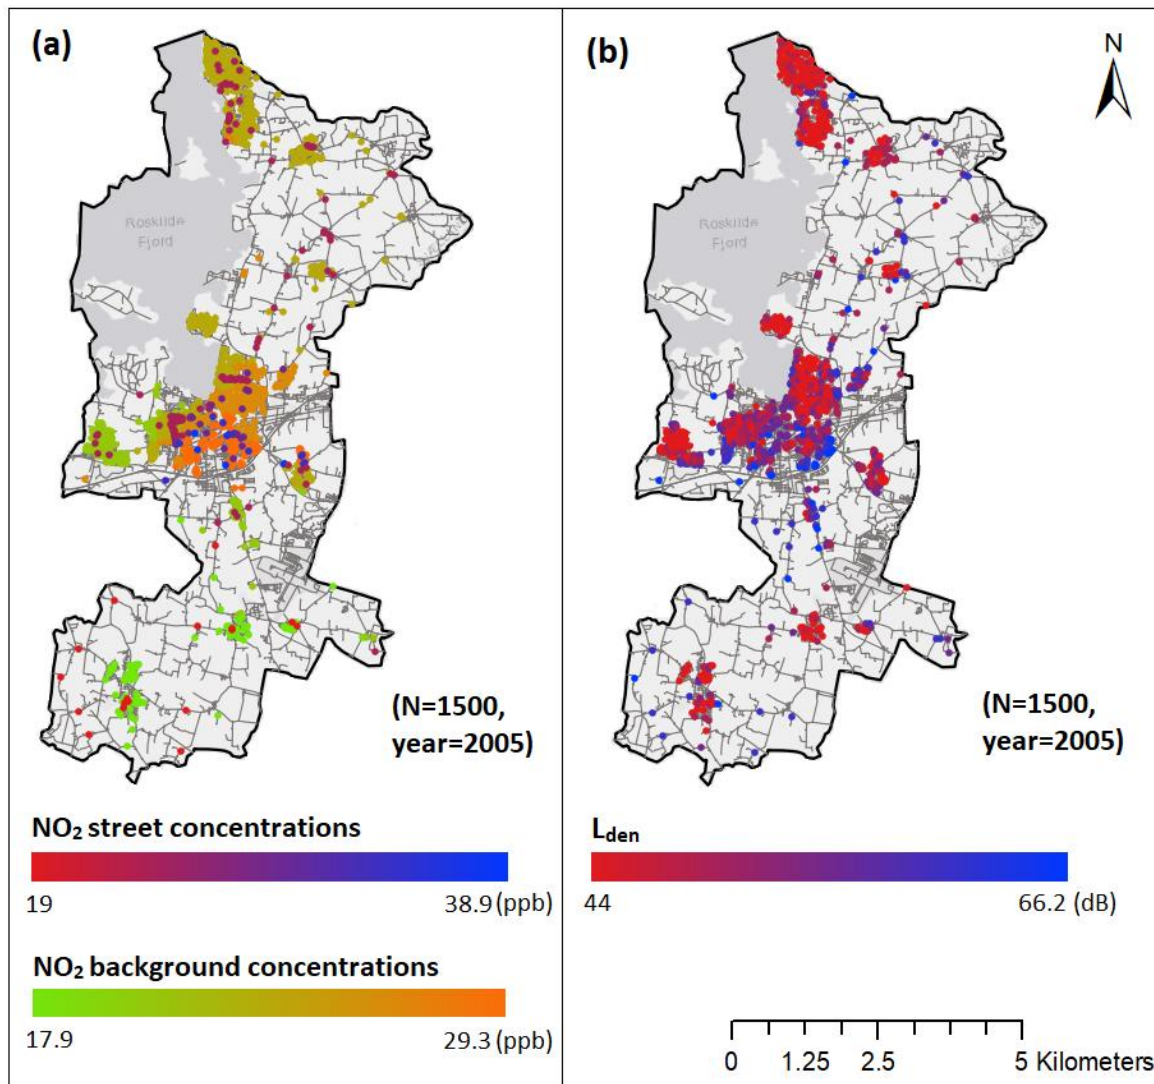 (a)
Roskilde
Fjord
(N=1500,
year=2005)
NO₂ street concentrations
19
38.9 (ppb)
NO₂ background concentrations
17.9
29.3 (ppb)
(b)
N
Roskilde
Fjord
(N=1500,
year=2005)
Lden
44
66.2 (dB)
0 1.25 2.5 5 Kilometers